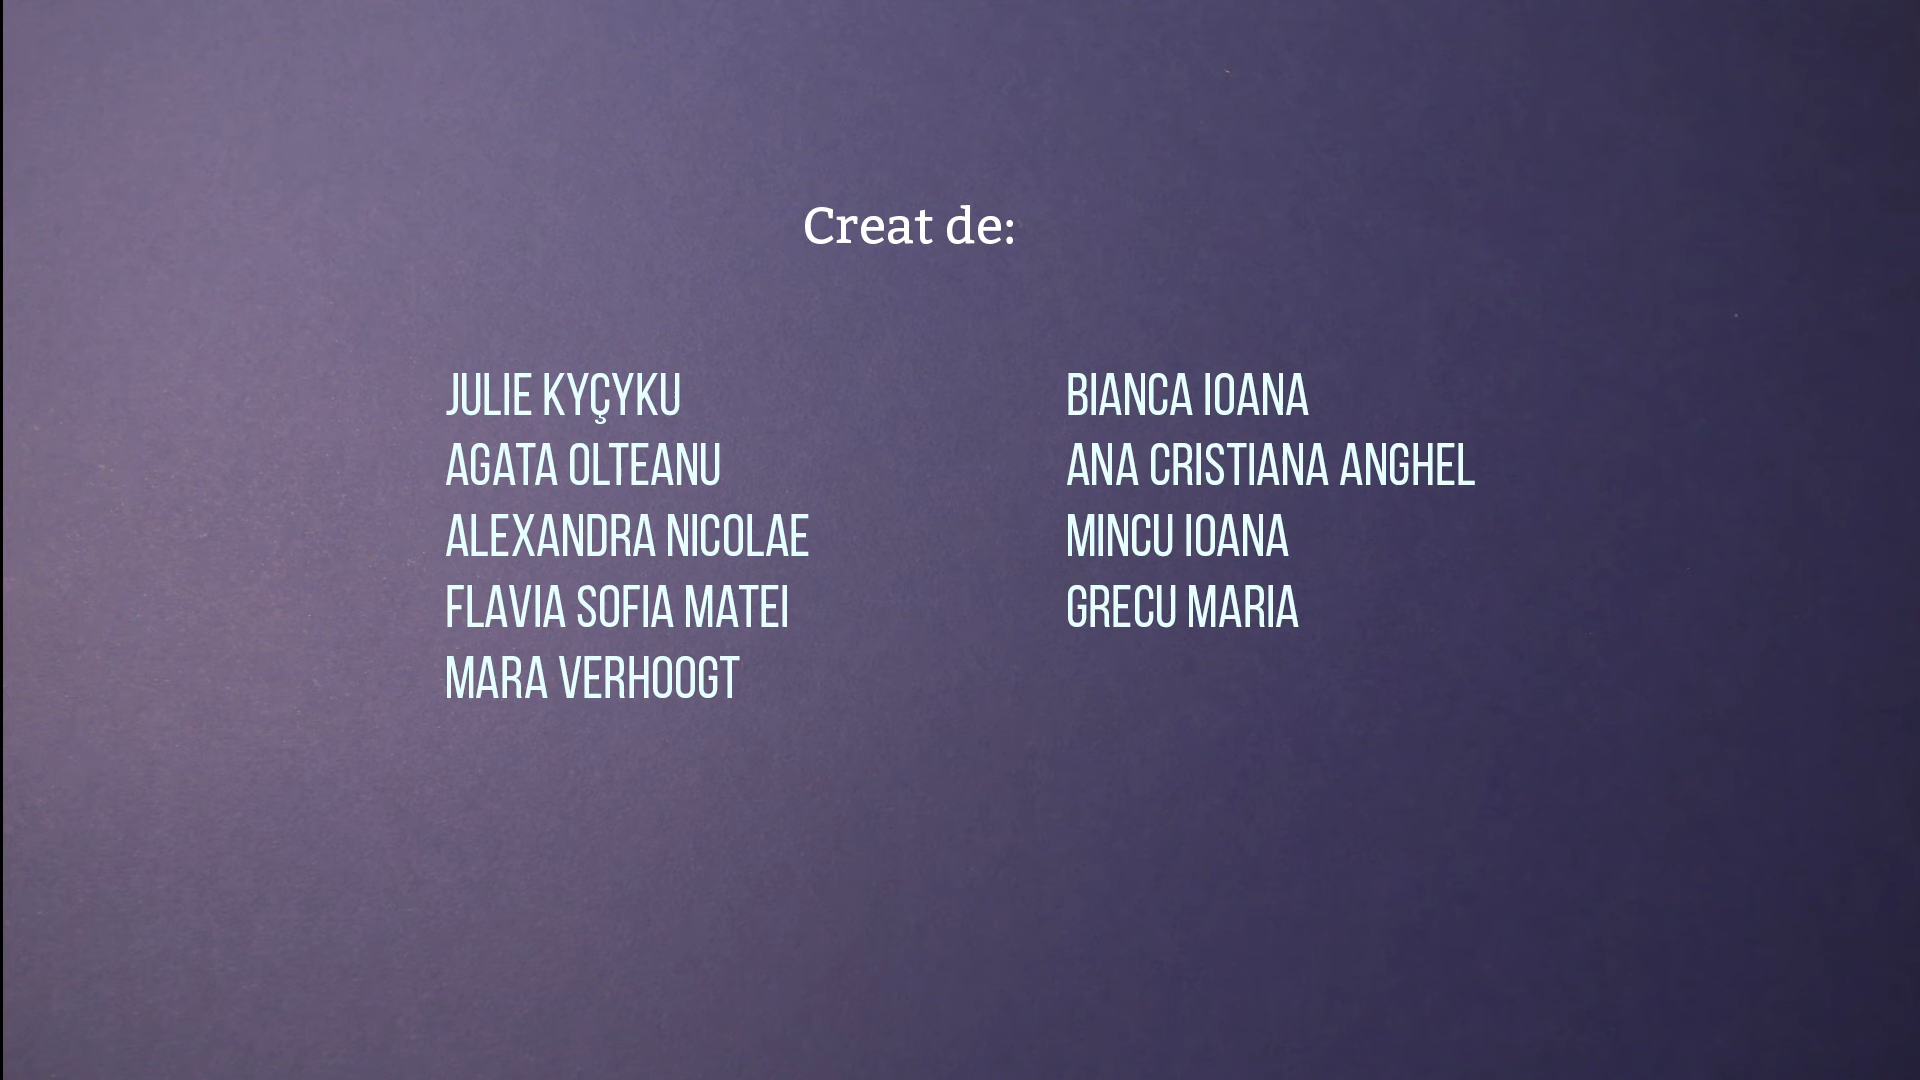 Creat de:
JULIE KYÇYKU
AGATA OLTEANU
ALEXANDRA NICOLAE
FLAVIA SOFIA MATEI
MARA VERHOOGT
BIANCA IOANA
ANA CRISTIANA ANGHEL
MINCU IOANA
GRECU MARIA